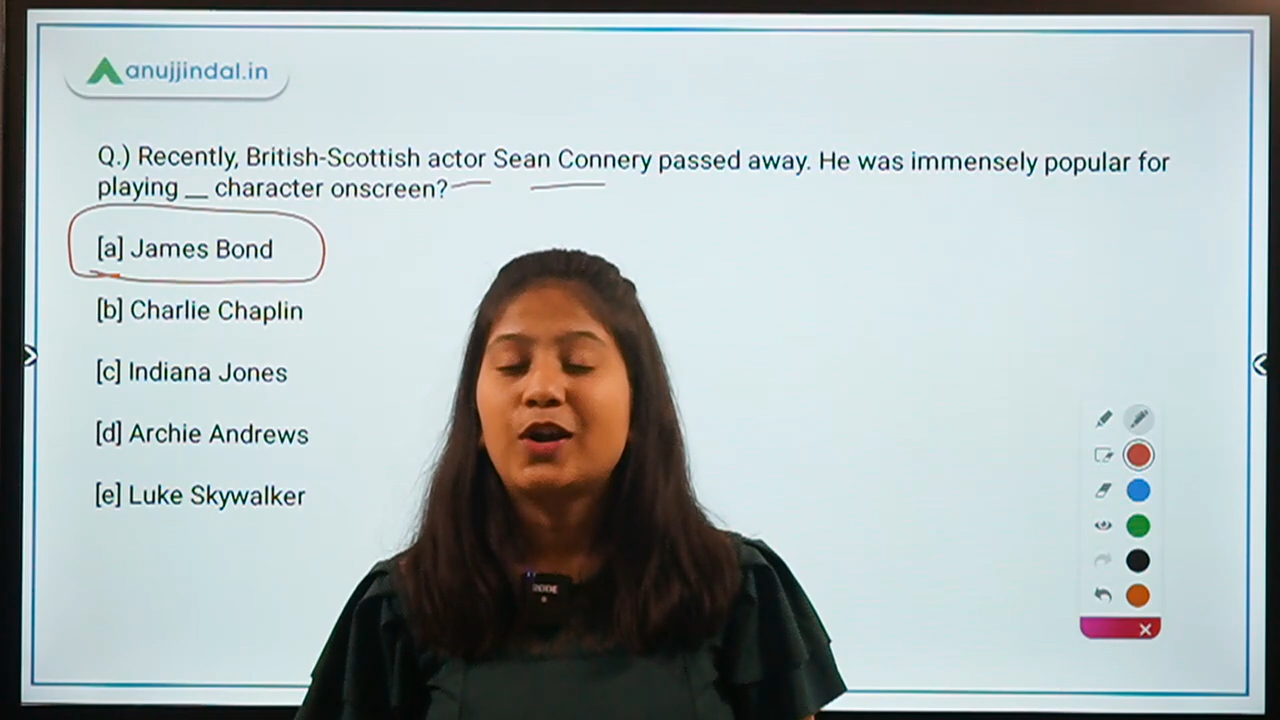 anujjindal.in
Q.) Recently, British-Scottish actor Sean Connery passed away. He was immensely popular for
playing __ character onscreen?
[a] James Bond
[b] Charlie Chaplin
[c] Indiana Jones
[d] Archie Andrews
[e] Luke Skywalker